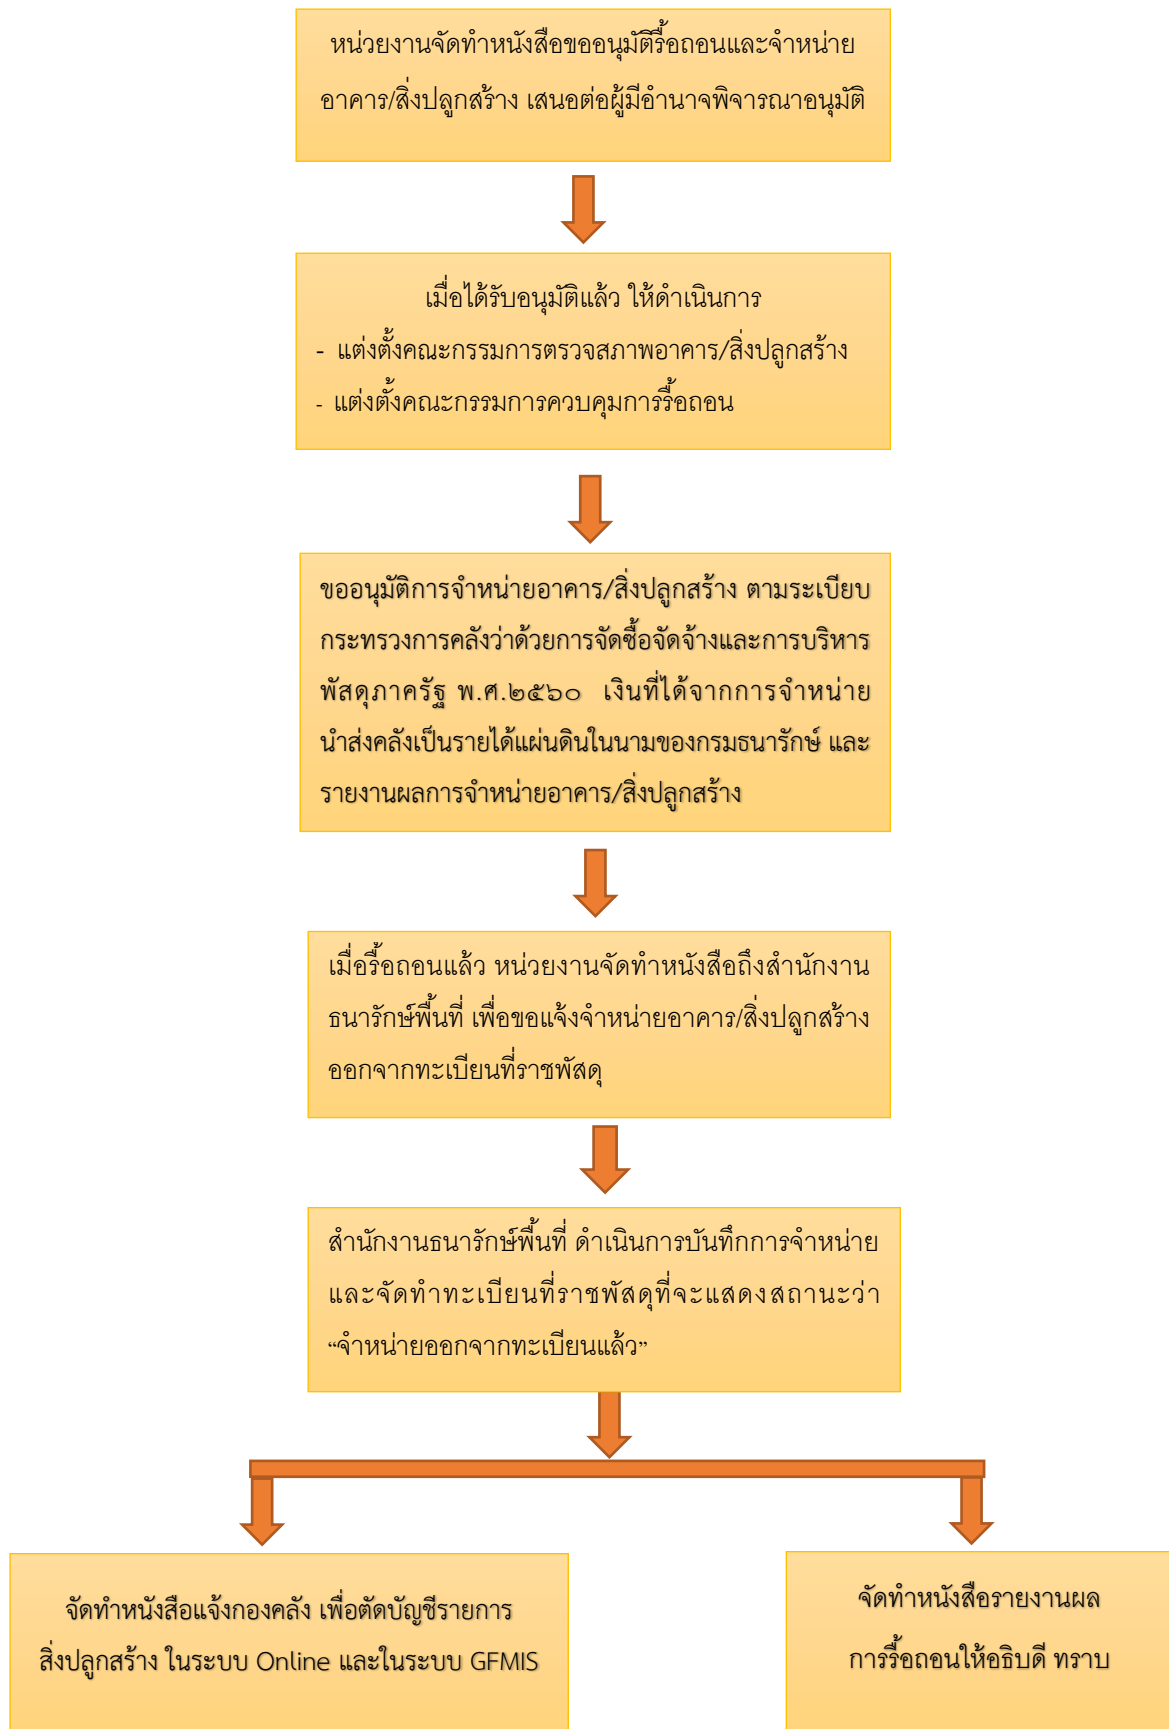 หน่วยงานจัดทำหนังสือขออนุมัติรื้อถอนและจำหน่าย
อาคาร/สิ่งปลูกสร้าง เสนอต่อผู้มีอำนาจพิจารณาอนุมัติ
เมื่อได้รับอนุมัติแล้ว ให้ดำเนินการ
- แต่งตั้งคณะกรรมการตรวจสภาพอาคาร/สิ่งปลูกสร้าง
- แต่งตั้งคณะกรรมการควบคุมการรื้อถอน
ขออนุมัติการจำหน่ายอาคาร/สิ่งปลูกสร้าง ตามระเบียบ
กระทรวงการคลังว่าด้วยการจัดซื้อจัดจ้างและการบริหาร
พัสดุภาครัฐ พ.ศ.๒๕๖๐ เงินที่ได้จากการจำหน่าย
นำส่งคลังเป็นรายได้แผ่นดินในนามของกรมธนารักษ์ และ
รายงานผลการจำหน่ายอาคาร/สิ่งปลูกสร้าง
เมื่อรื้อถอนแล้ว หน่วยงานจัดทำหนังสือถึงสำนักงาน
ธนารักษ์พื้นที่ เพื่อขอแจ้งจำหน่ายอาคาร/สิ่งปลูกสร้าง
ออกจากทะเบียนที่ราชพัสดุ
สำนักงานธนารักษ์พื้นที่ ดำเนินการบันทึกการจำหน่าย
และจัดทำทะเบียนที่ราชพัสดุที่จะแสดงสถานะว่า
“จำหน่ายออกจากทะเบียนแล้ว”
จัดทำหนังสือแจ้งกองคลัง เพื่อตัดบัญชีรายการ
สิ่งปลูกสร้าง ในระบบ Online และในระบบ GFMIS
จัดทำหนังสือรายงานผล
การรื้อถอนให้อธิบดี ทราบ